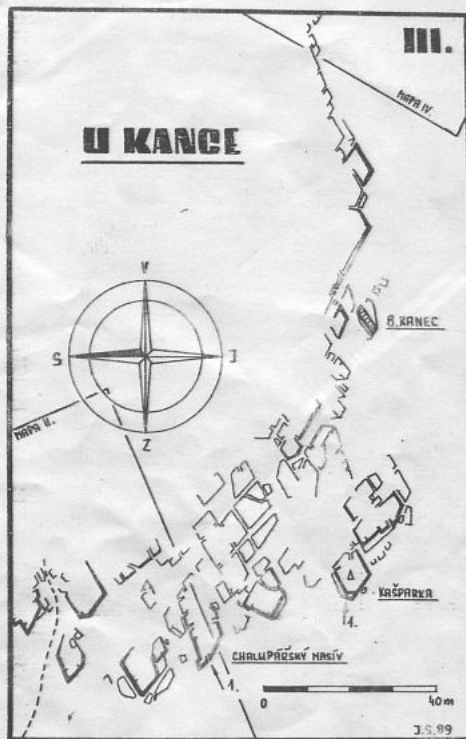 III.
MAPA IV.
U KANCE
V
S
J
Z
B. KANEC
MAPA II.
KAŠPARKA
1.
CHALUPÁŘSKÝ MASÍV
1.
0
40m
J.S. 89